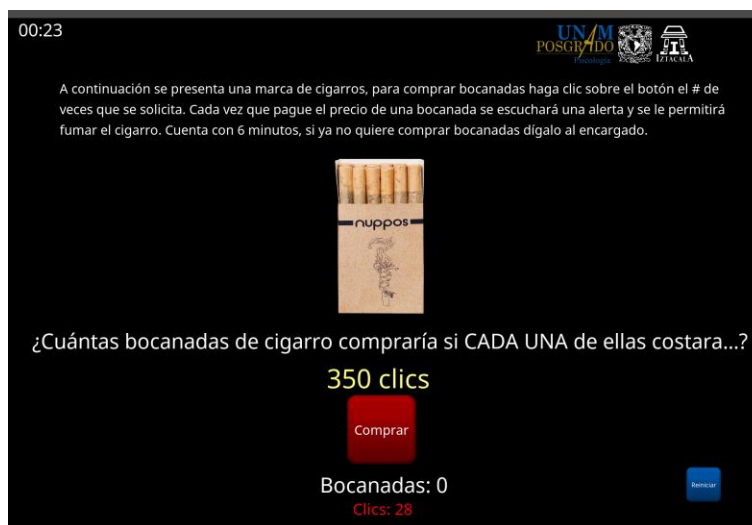 00:23
UNAM
POSGRADO
Psicología
IZTACALA
A continuación se presenta una marca de cigarros, para comprar bocanadas haga clic sobre el botón el # de
veces que se solicita. Cada vez que pague el precio de una bocanada se escuchará una alerta y se le permitirá
fumar el cigarro. Cuenta con 6 minutos, si ya no quiere comprar bocanadas dígalo al encargado.
nuppos
¿Cuántas bocanadas de cigarro compraría si CADA UNA de ellas costara...?
350 clics
Comprar
Bocanadas: 0
Clics: 28
Reiniciar